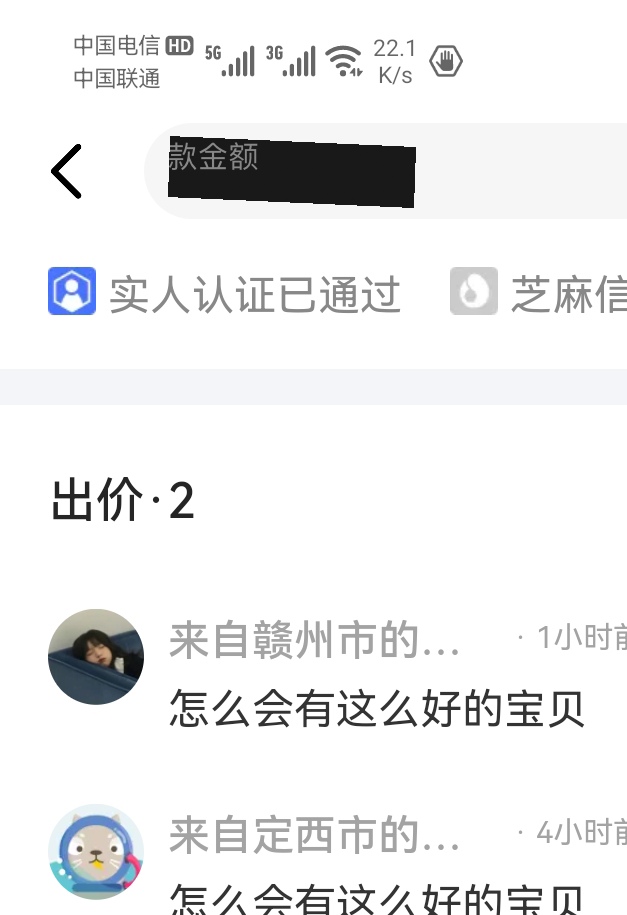 中国电信 HD 5G 3G 22.1
中国联通 K/s
款金额
实人认证已通过 芝麻信
出价·2
来自赣州市的... · 1小时前
怎么会有这么好的宝贝
来自定西市的... · 4小时前
怎么会有这么好的宝贝